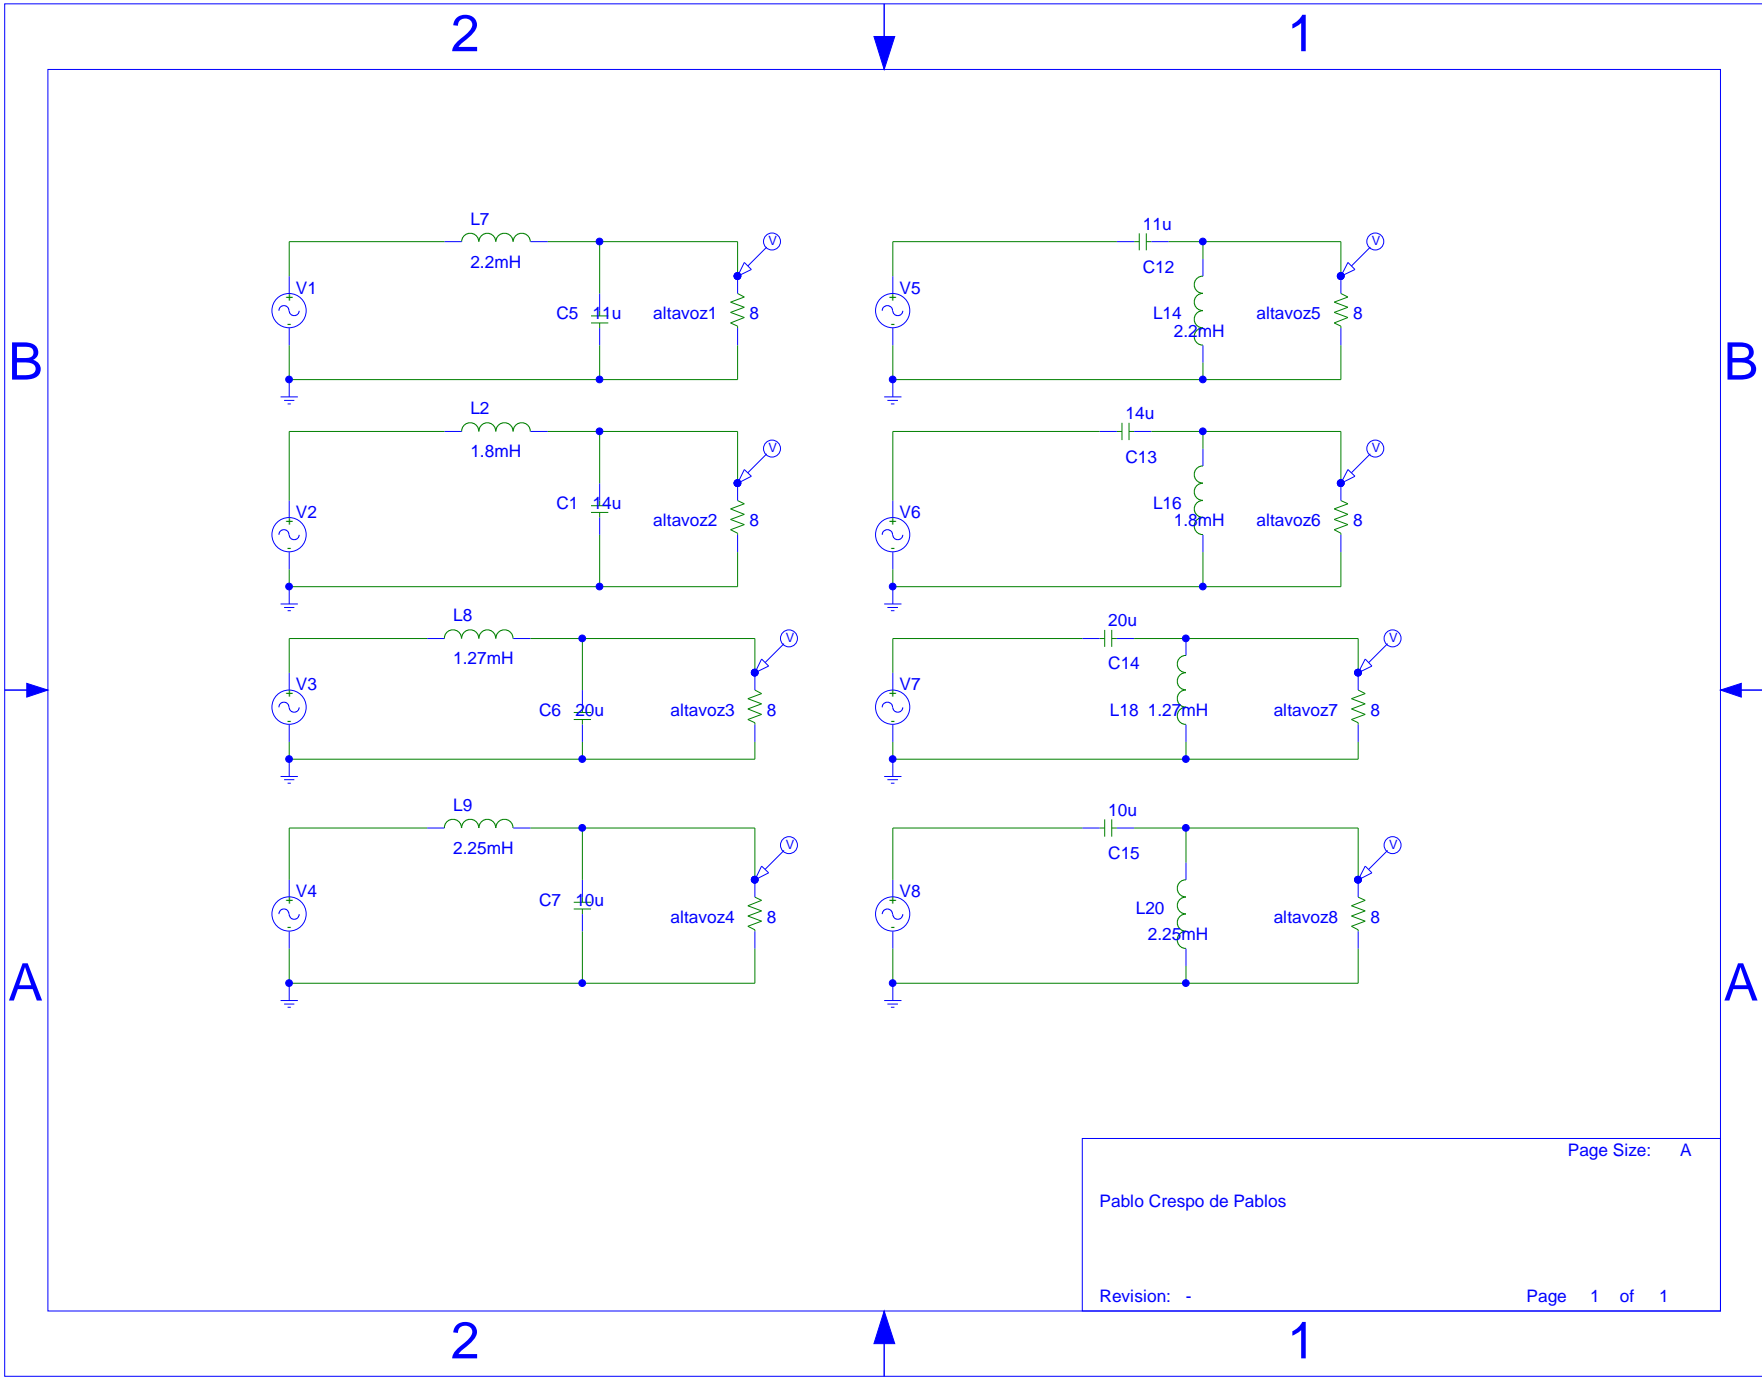 2
1
L7
2.2mH
V1
C5
11u
altavoz1
8
V
11u
C12
V5
L14
2.2mH
altavoz5
8
V
B
B
L2
1.8mH
V2
C1
14u
altavoz2
8
V
14u
C13
V6
L16
1.8mH
altavoz6
8
V
L8
1.27mH
V3
C6
20u
altavoz3
8
V
20u
C14
V7
L18
1.27mH
altavoz7
8
V
L9
2.25mH
V4
C7
10u
altavoz4
8
V
10u
C15
V8
L20
2.25mH
altavoz8
8
V
A
A
Page Size: A
Pablo Crespo de Pablos
Revision: -
Page 1 of 1
2
1